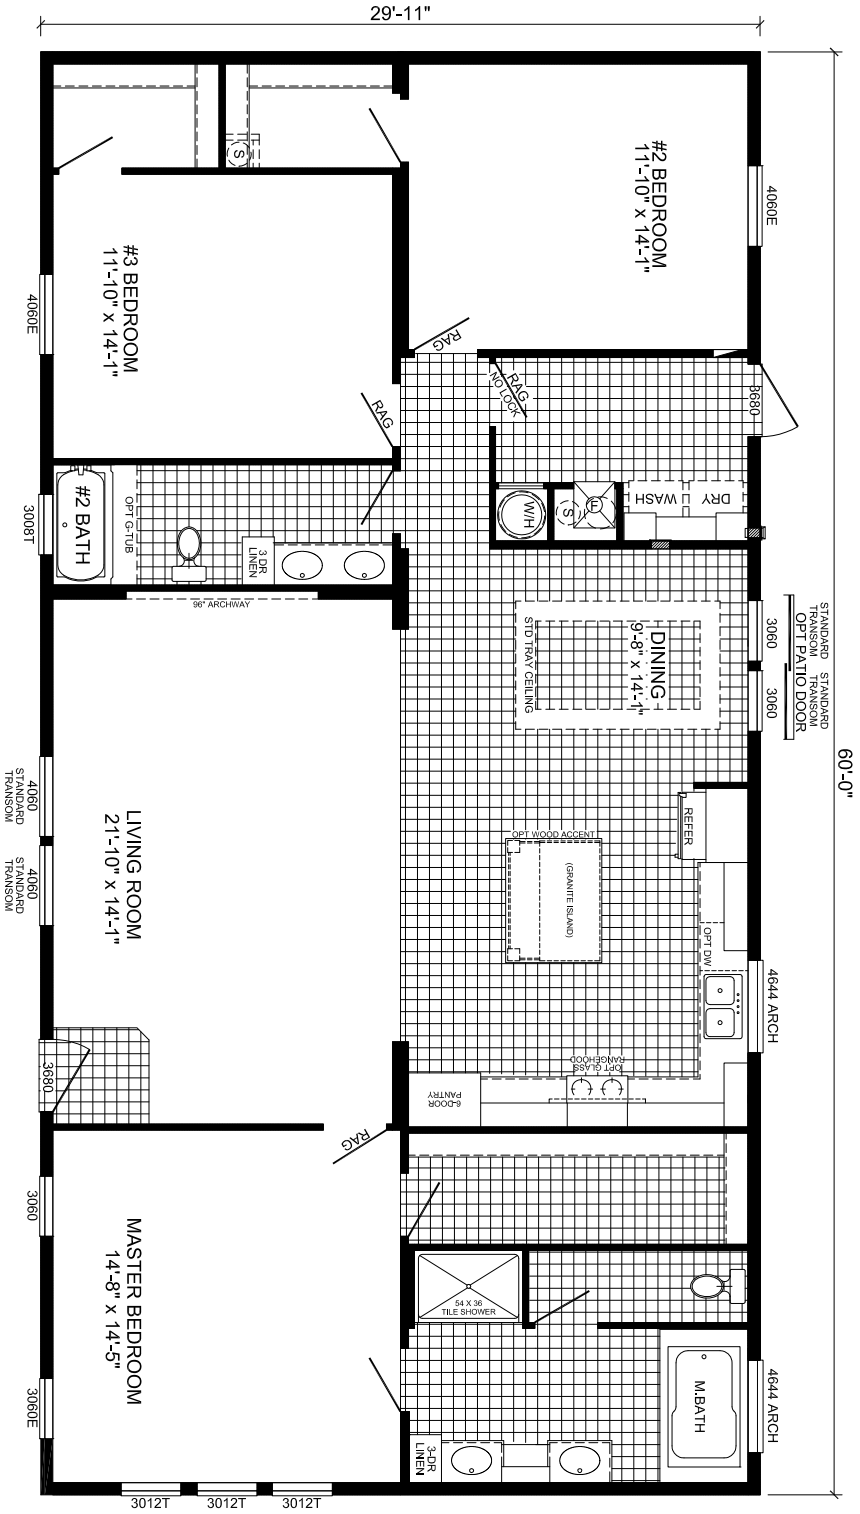 29'-11"
S
#2 BEDROOM
11'-10" x 14'-1"
4060E
#3 BEDROOM
11'-10" x 14'-1"
4060E
RAG
RAG
NO LOCK
RAG
3680
#2 BATH
3008T
OPT G-TUB
3 DR
LINEN
W/H
S
F
WASH
DRY
96" ARCHWAY
DINING
9'-8" x 14'-1"
STD TRAY CEILING
3060
3060
STANDARD
TRANSOM
STANDARD
TRANSOM
OPT PATIO DOOR
60'-0"
LIVING ROOM
21'-10" x 14'-1"
4060
STANDARD
TRANSOM
4060
STANDARD
TRANSOM
REFER
OPT WOOD ACCENT
(GRANITE ISLAND)
OPT DW
4644 ARCH
OPT GLASS
RANGEHOOD
6-DOOR
PANTRY
3680
RAG
3060
MASTER BEDROOM
14'-8" x 14'-5"
3060E
54 X 36
TILE SHOWER
M.BATH
4644 ARCH
3-DR
LINEN
3012T
3012T
3012T